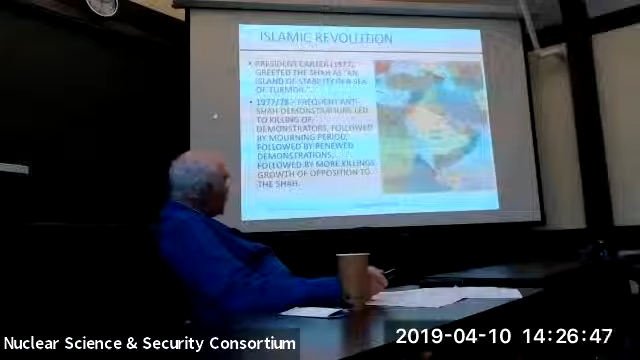 ISLAMIC REVOLUTION
• PRESIDENT CARTER (1977)
GREETED THE SHAH AS "AN
ISLAND OF STABILITY IN A SEA
OF TURMOIL".
• 1977/78 – FREQUENT ANTI-
SHAH DEMONSTRATIONS LED
TO KILLING OF
DEMONSTRATORS, FOLLOWED
BY MOURNING PERIOD,
FOLLOWED BY RENEWED
DEMONSTRATIONS,
FOLLOWED BY MORE KILLINGS
GROWTH OF OPPOSITION TO
THE SHAH.
Nuclear Science & Security Consortium
2019-04-10 14:26:47